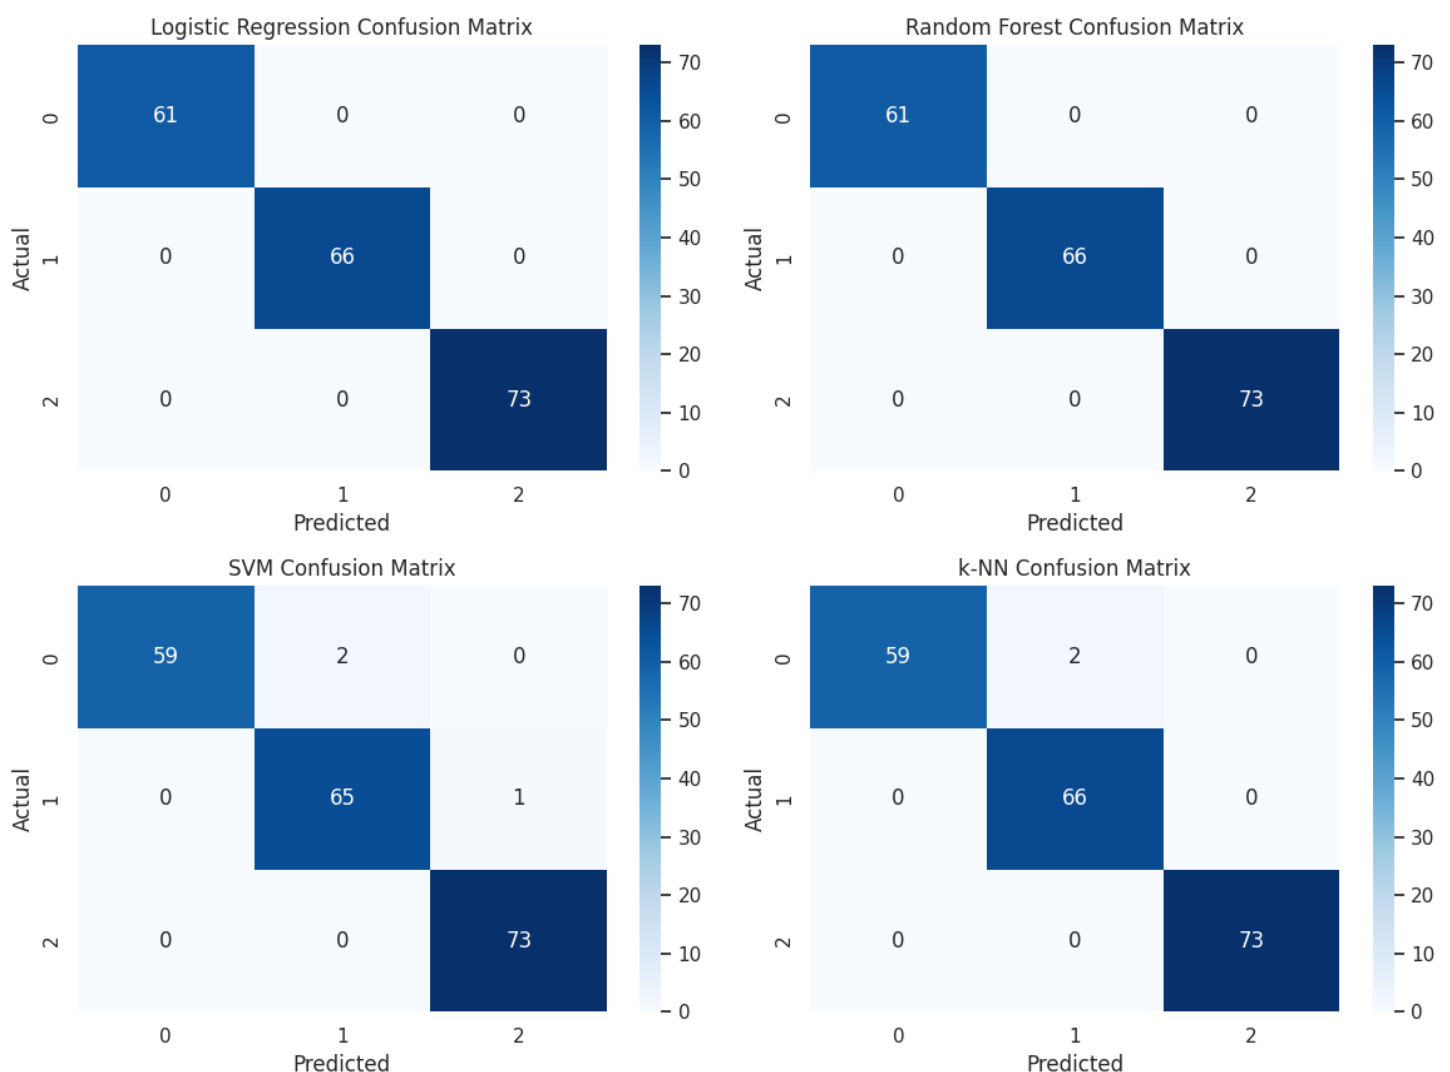 Logistic Regression Confusion Matrix
Actual
0 61 0 0
1 0 66 0
2 0 0 73
0 1 2
Predicted
70
60
50
40
30
20
10
0
Random Forest Confusion Matrix
Actual
0 61 0 0
1 0 66 0
2 0 0 73
0 1 2
Predicted
70
60
50
40
30
20
10
0
SVM Confusion Matrix
Actual
0 59 2 0
1 0 65 1
2 0 0 73
0 1 2
Predicted
70
60
50
40
30
20
10
0
k-NN Confusion Matrix
Actual
0 59 2 0
1 0 66 0
2 0 0 73
0 1 2
Predicted
70
60
50
40
30
20
10
0